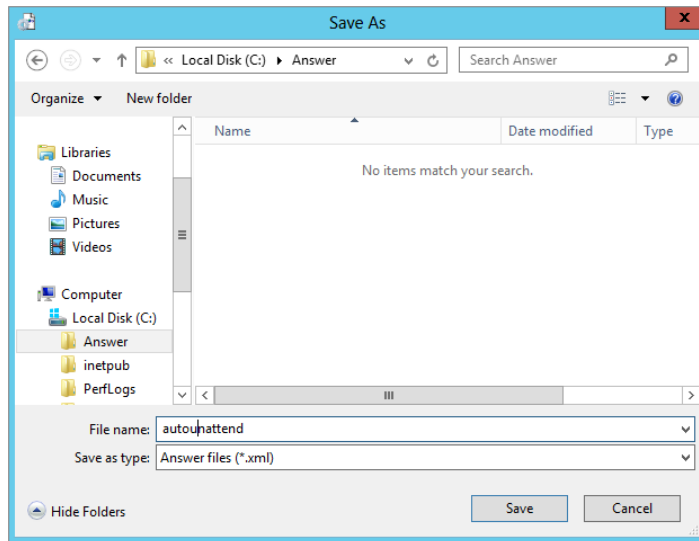 Save As
x
« Local Disk (C:) Answer Search Answer
Organize New folder
Name Date modified Type
No items match your search.
Libraries
Documents
Music
Pictures
Videos
Computer
Local Disk (C:)
Answer
inetpub
PerfLogs
File name: autounattend
Save as type: Answer files (*.xml)
Hide Folders Save Cancel